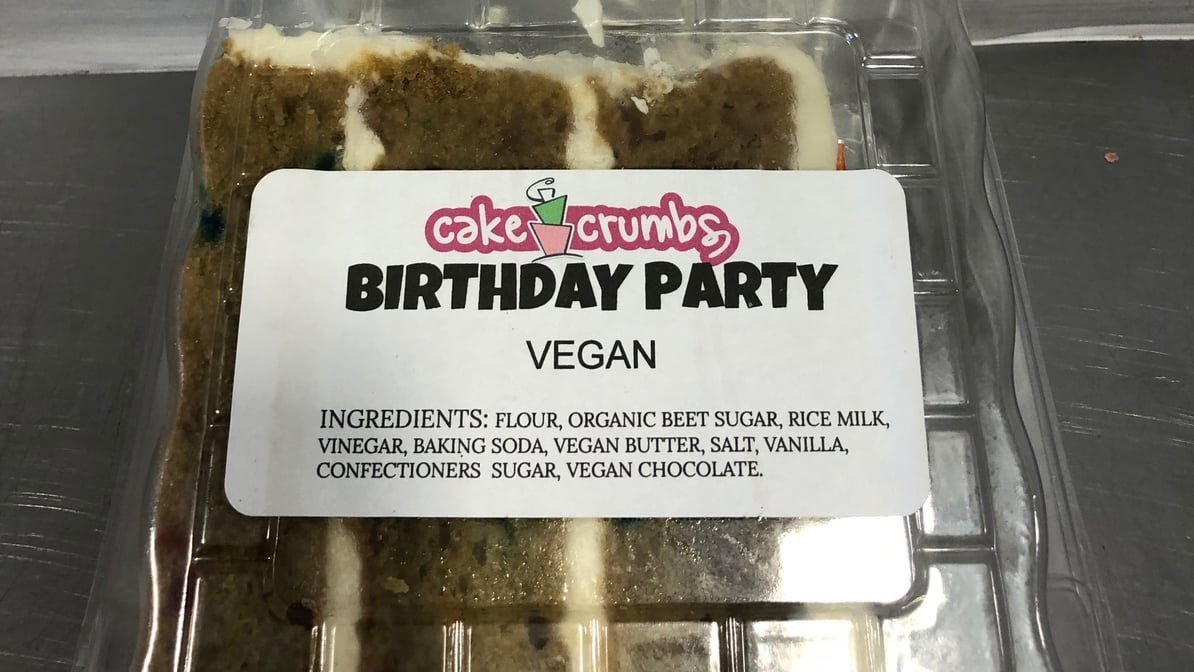 cake crumbs
BIRTHDAY PARTY
VEGAN
INGREDIENTS: FLOUR, ORGANIC BEET SUGAR, RICE MILK,
VINEGAR, BAKING SODA, VEGAN BUTTER, SALT, VANILLA,
CONFECTIONERS SUGAR, VEGAN CHOCOLATE.